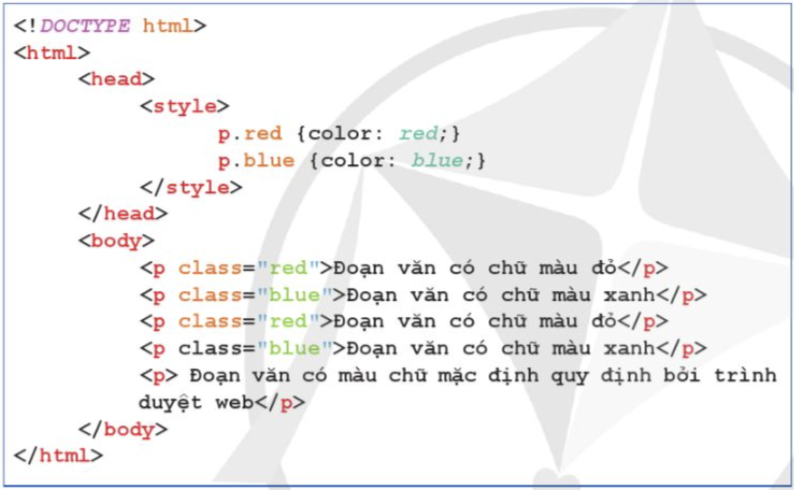 <!DOCTYPE html>
<html>
<head>
<style>
p.red {color: red;}
p.blue {color: blue;}
</style>
</head>
<body>
<p class="red">Đoạn văn có chữ màu đỏ</p>
<p class="blue">Đoạn văn có chữ màu xanh</p>
<p class="red">Đoạn văn có chữ màu đỏ</p>
<p class="blue">Đoạn văn có chữ màu xanh</p>
<p> Đoạn văn có màu chữ mặc định quy định bởi trình
duyệt web</p>
</body>
</html>